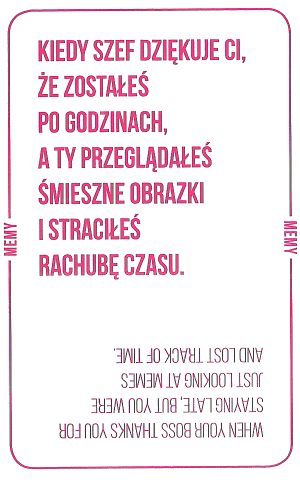 KIEDY SZEF DZIĘKUJE CI,
ŻE ZOSTAŁEŚ
PO GODZINACH,
A TY PRZEGLĄDAŁEŚ
ŚMIESZNE OBRAZKI
I STRACIŁEŚ
RACHUBĘ CZASU.
MEMY
MEMY
WHEN YOUR BOSS THANKS YOU FOR
STAYING LATE, BUT YOU WERE
JUST LOOKING AT MEMES
AND LOST TRACK OF TIME.